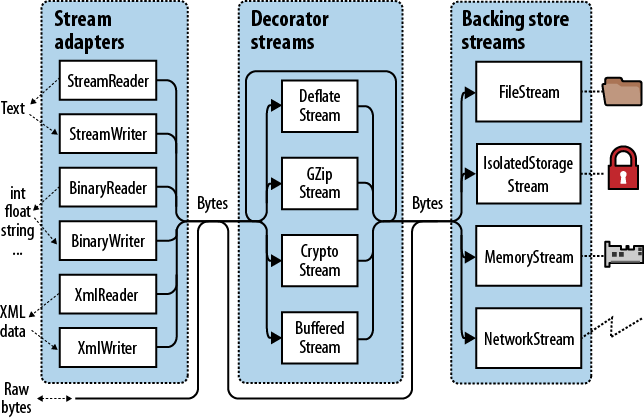 Stream
adapters
StreamReader
Text
StreamWriter
BinaryReader
int
float
string
...
BinaryWriter
XmlReader
XML
data
XmlWriter
Raw
bytes
Bytes
Decorator
streams
Deflate
Stream
GZip
Stream
Crypto
Stream
Buffered
Stream
Bytes
Backing store
streams
FileStream
IsolatedStorage
Stream
MemoryStream
NetworkStream